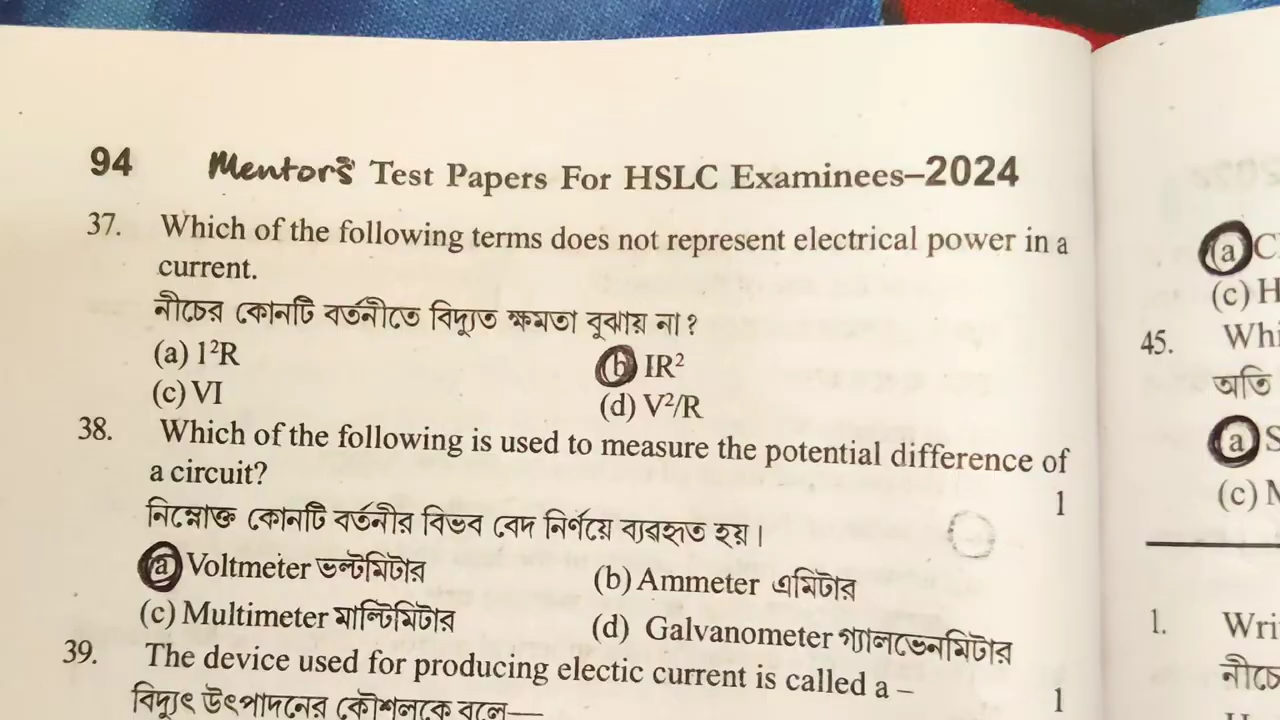 94 Mentor's Test Papers For HSLC Examinees–2024
37. Which of the following terms does not represent electrical power in a
current.
নীচের কোনটি বর্তনীতে বিদ্যুত ক্ষমতা বুঝায় না?
(a) 1²R (b) IR²
(c) VI (d) V²/R
38. Which of the following is used to measure the potential difference of
a circuit? 1
নিম্নোক্ত কোনটি বর্তনীর বিভব বেদ নির্ণয়ে ব্যৱহৃত হয়।
(a) Voltmeter ভল্টমিটার (b) Ammeter এমিটার
(c) Multimeter মাল্টিমিটার (d) Galvanometer গ্যালভেনমিটার
39. The device used for producing electic current is called a – 1
বিদ্যুৎ উৎপাদনের কৌশলকে বলে—
(a) C
(c) H
45. Whi
অতি
(a) S
(c) M
1. Wri
নীচে